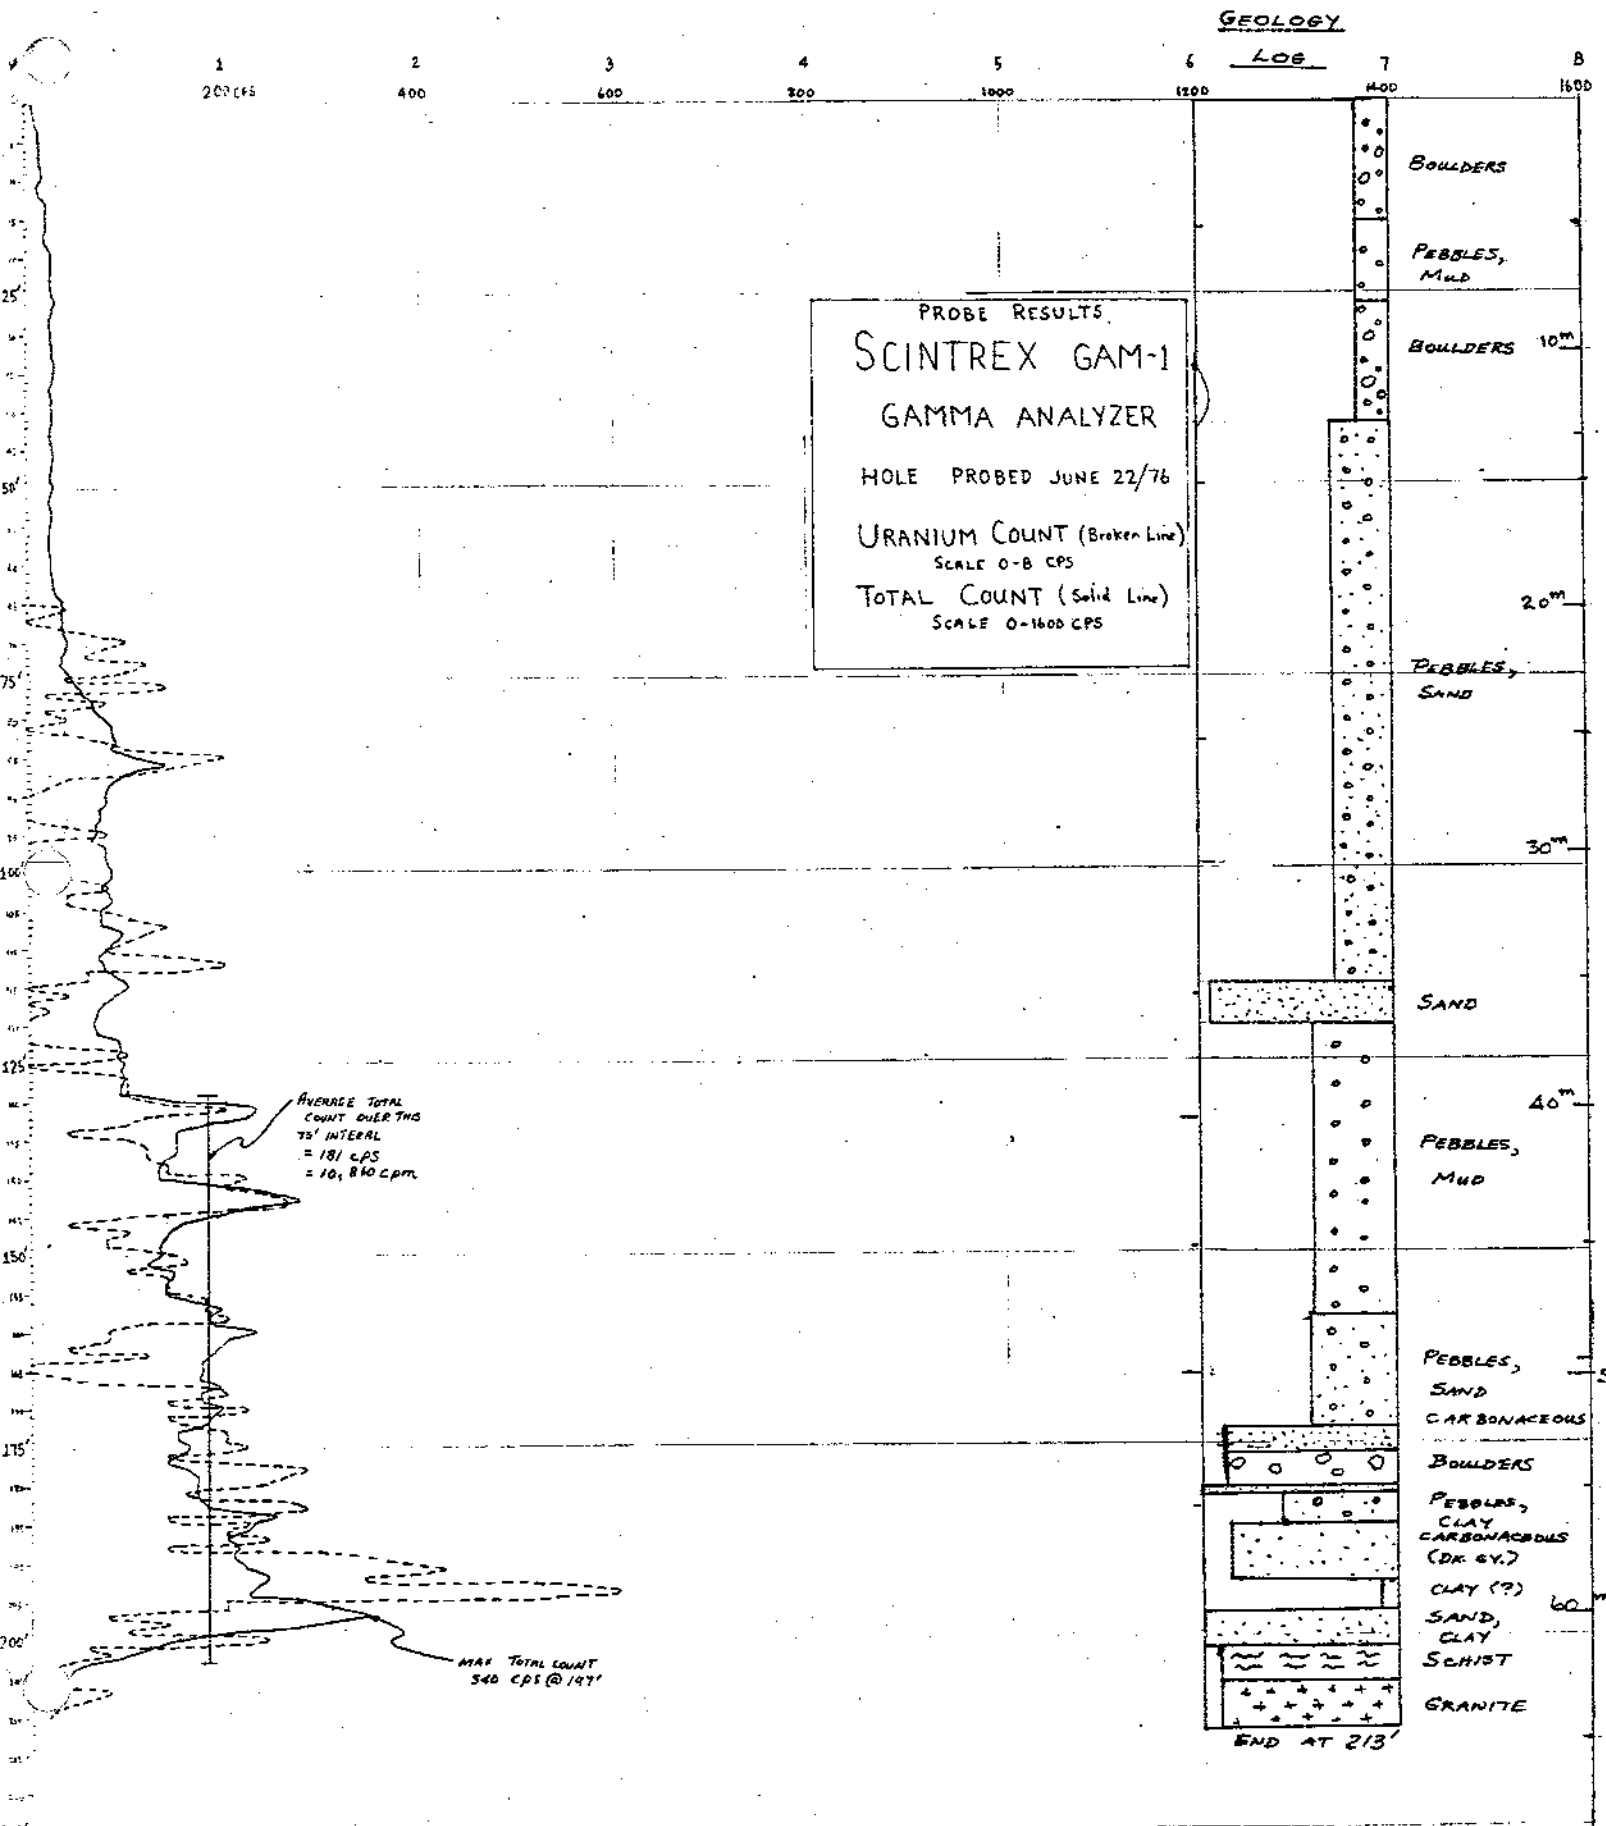 GEOLOGY
LOG
1 2 3 4 5 6 7 8
200 CPS 400 600 800 1000 1200 1400 1600
BOULDERS
PEBBLES,
MUD
25'
PROBE RESULTS
SCINTREX GAM-1
GAMMA ANALYZER
HOLE PROBED JUNE 22/76
URANIUM COUNT (Broken Line)
SCALE 0-8 CPS
TOTAL COUNT (Solid Line)
SCALE 0-1600 CPS
BOULDERS
10m
50'
20m
75'
PEBBLES,
SAND
30m
100'
SAND
125'
AVERAGE TOTAL
COUNT OVER THIS
75' INTERAL
= 181 CPS
= 10,860 cpm
40m
PEBBLES,
MUD
150'
PEBBLES,
SAND
CARBONACEOUS
175'
BOULDERS
PEBBLES,
CLAY
CARBONACEOUS
(DK. GY.)
CLAY (?)
60m
SAND,
CLAY
200'
SCHIST
MAX TOTAL COUNT
540 CPS @ 197'
GRANITE
END AT 213'